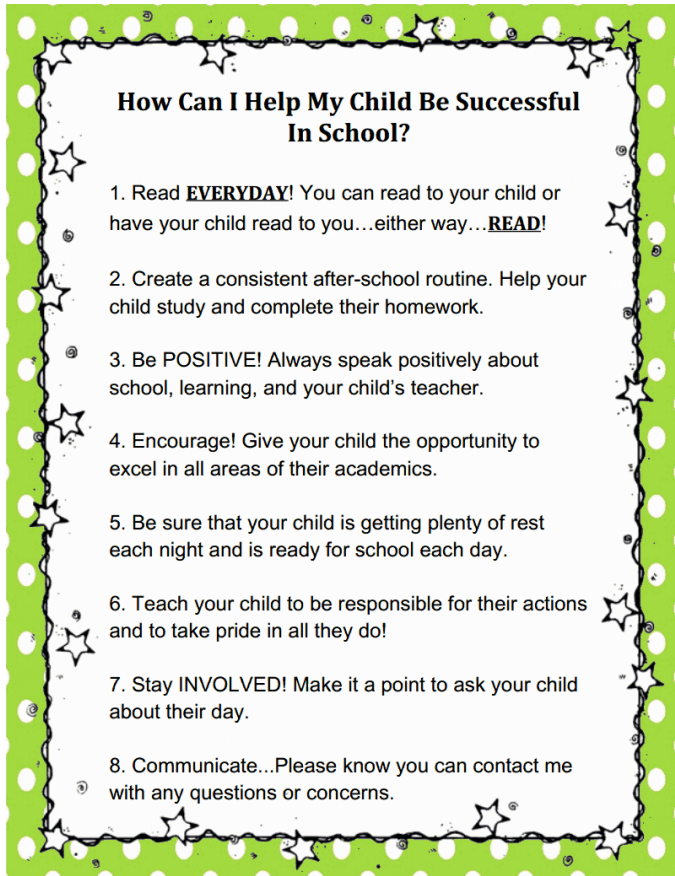 How Can I Help My Child Be Successful
In School?
1. Read EVERYDAY! You can read to your child or
have your child read to you…either way…READ!
2. Create a consistent after-school routine. Help your
child study and complete their homework.
3. Be POSITIVE! Always speak positively about
school, learning, and your child’s teacher.
4. Encourage! Give your child the opportunity to
excel in all areas of their academics.
5. Be sure that your child is getting plenty of rest
each night and is ready for school each day.
6. Teach your child to be responsible for their actions
and to take pride in all they do!
7. Stay INVOLVED! Make it a point to ask your child
about their day.
8. Communicate...Please know you can contact me
with any questions or concerns.